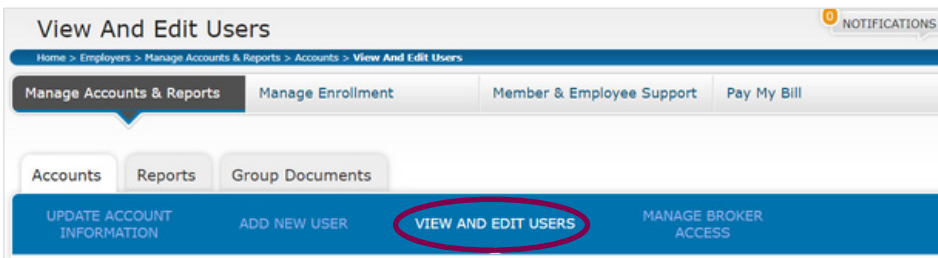 View And Edit Users
0 NOTIFICATIONS
Home > Employers > Manage Accounts & Reports > Accounts > View And Edit Users
Manage Accounts & Reports Manage Enrollment Member & Employee Support Pay My Bill
Accounts Reports Group Documents
UPDATE ACCOUNT INFORMATION ADD NEW USER VIEW AND EDIT USERS MANAGE BROKER ACCESS